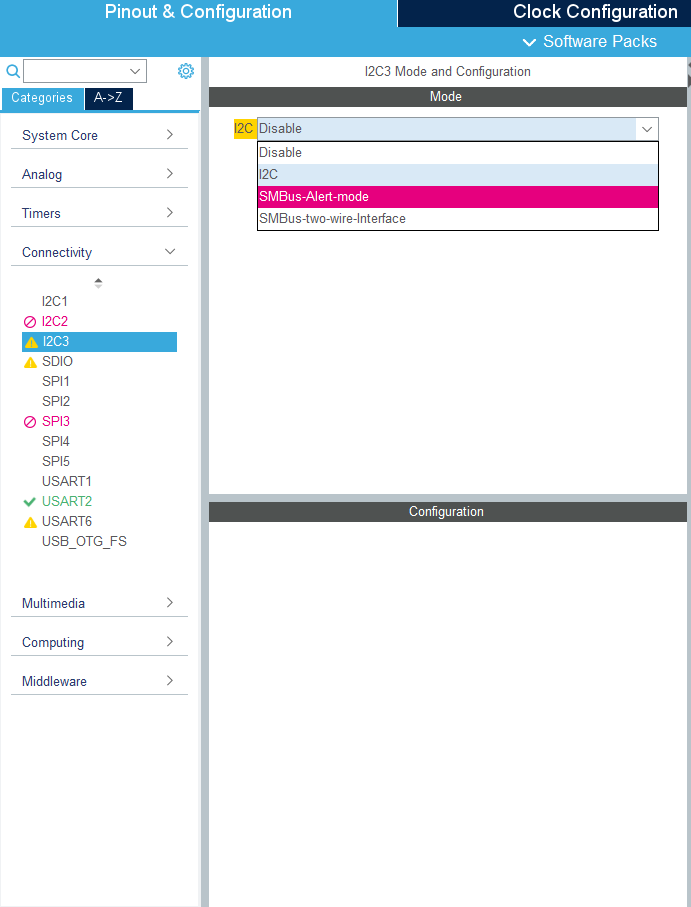 Pinout & Configuration
Clock Configuration
Software Packs
Categories
A->Z
System Core
Analog
Timers
Connectivity
I2C1
I2C2
I2C3
SDIO
SPI1
SPI2
SPI3
SPI4
SPI5
USART1
USART2
USART6
USB_OTG_FS
Multimedia
Computing
Middleware
I2C3 Mode and Configuration
Mode
I2C Disable
Disable
I2C
SMBus-Alert-mode
SMBus-two-wire-Interface
Configuration